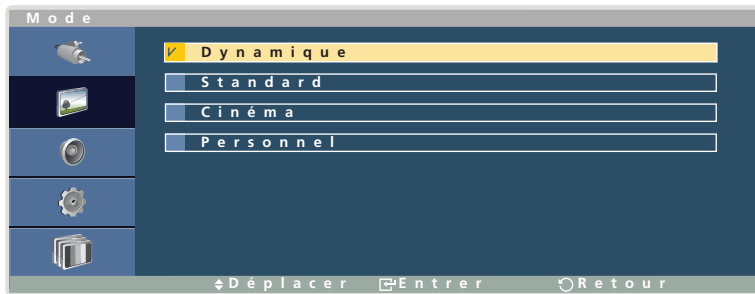 Mode
Dynamique
Standard
Cinéma
Personnel
Déplacer Entrer Retour